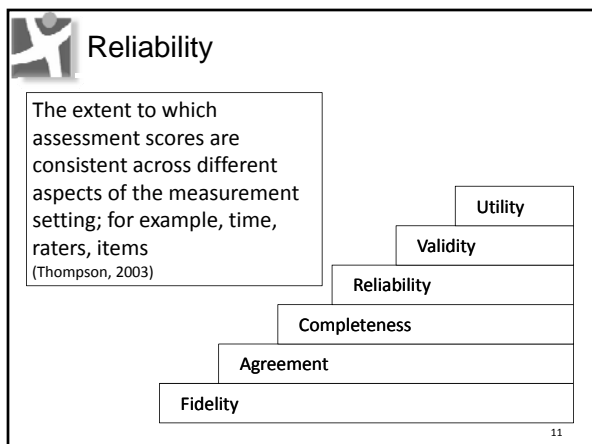 Reliability
The extent to which
assessment scores are
consistent across different
aspects of the measurement
setting; for example, time,
raters, items
(Thompson, 2003)
Utility
Validity
Reliability
Completeness
Agreement
Fidelity
11